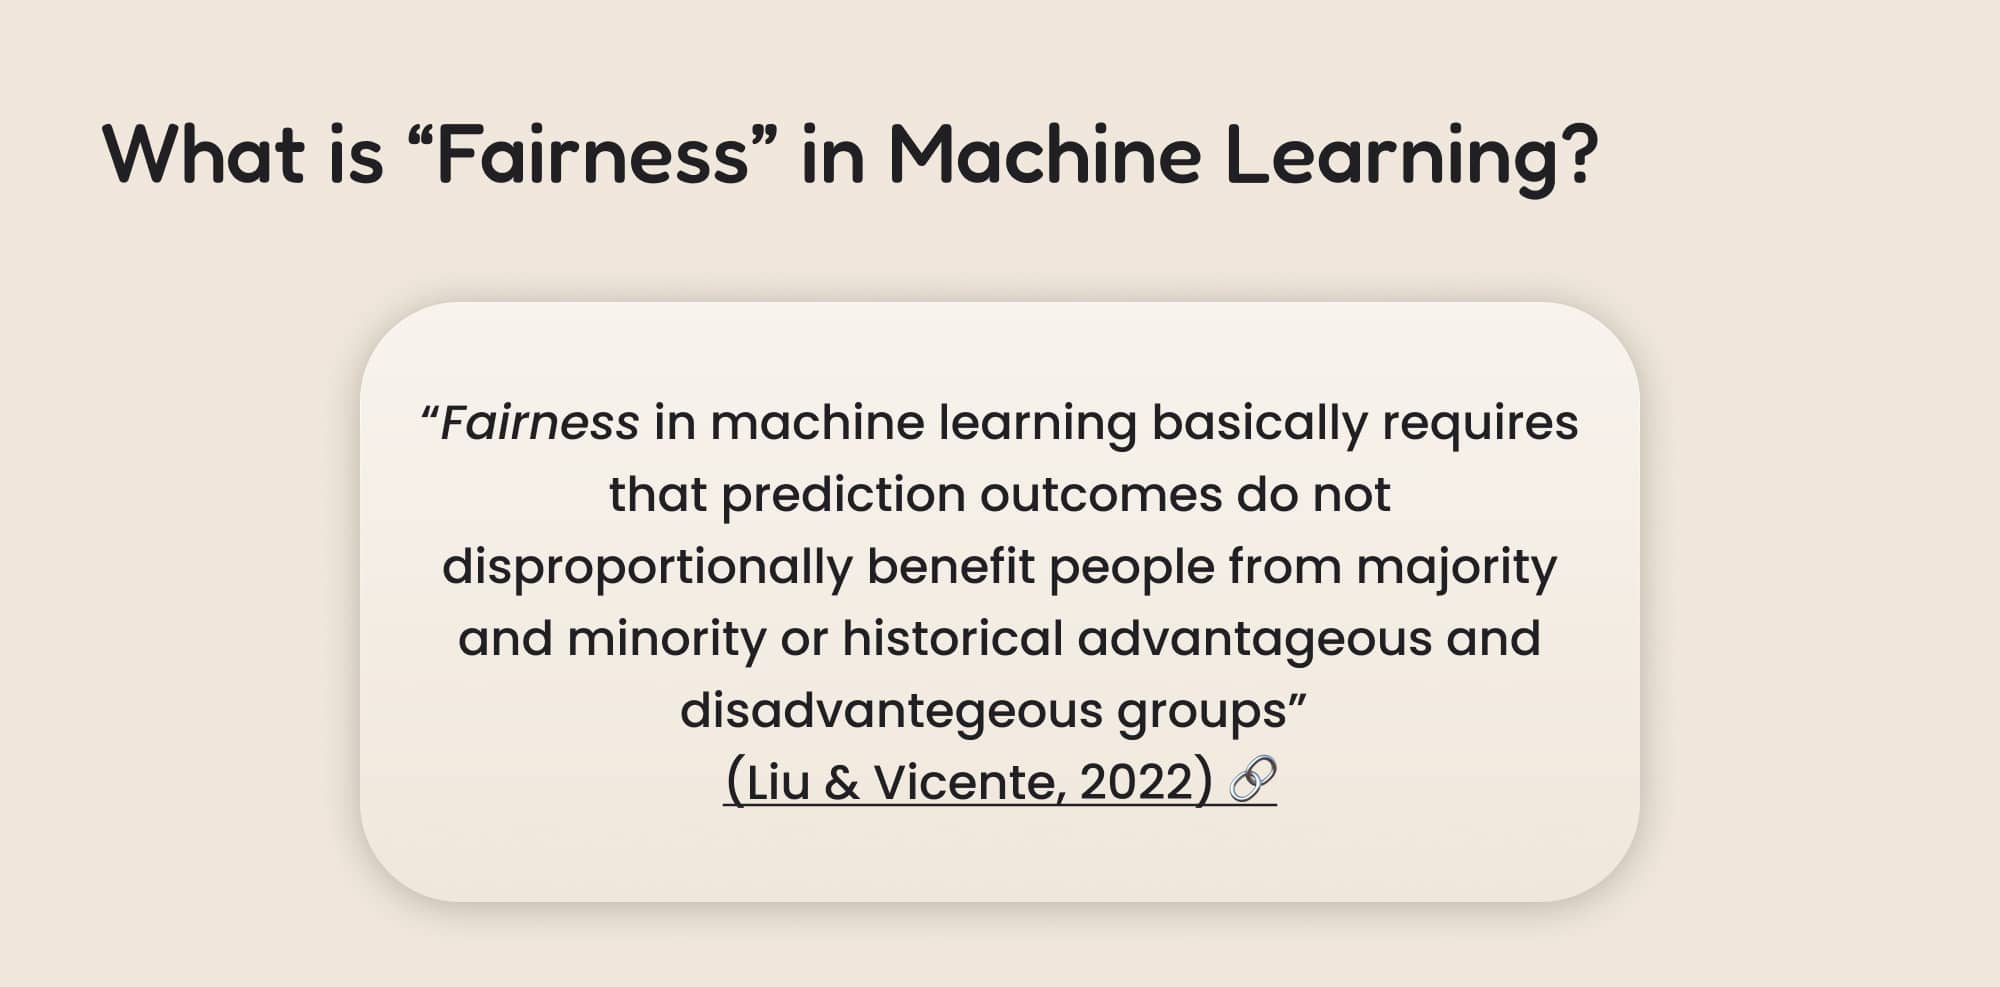 What is “Fairness” in Machine Learning?
“Fairness in machine learning basically requires
that prediction outcomes do not
disproportionally benefit people from majority
and minority or historical advantageous and
disadvantegeous groups”
(Liu & Vicente, 2022) 🔗